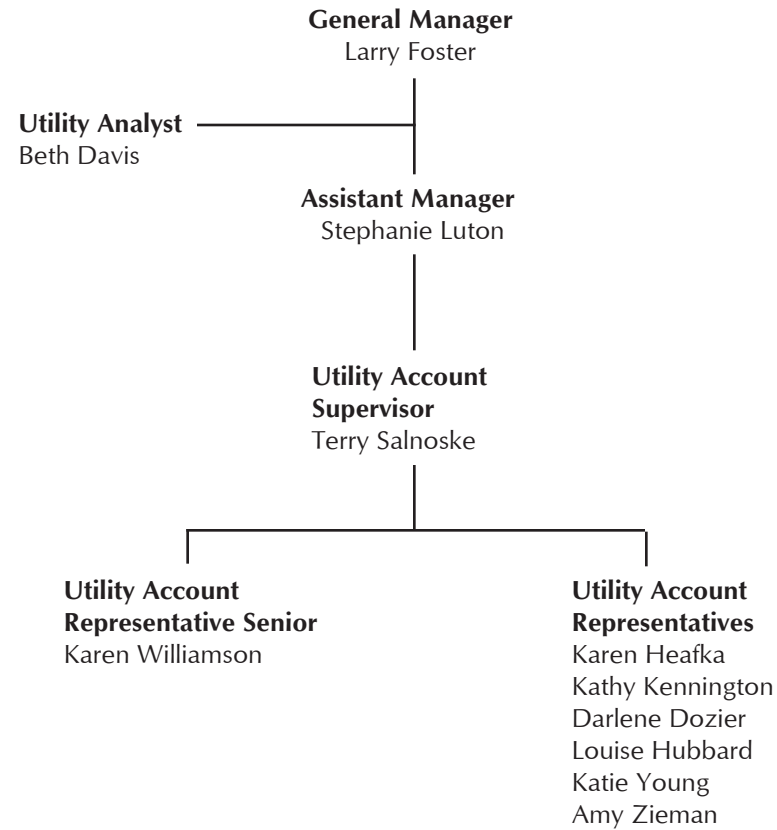 General Manager
Larry Foster
Utility Analyst
Beth Davis
Assistant Manager
Stephanie Luton
Utility Account
Supervisor
Terry Salnoske
Utility Account
Representative Senior
Karen Williamson
Utility Account
Representatives
Karen Heafka
Kathy Kennington
Darlene Dozier
Louise Hubbard
Katie Young
Amy Zieman